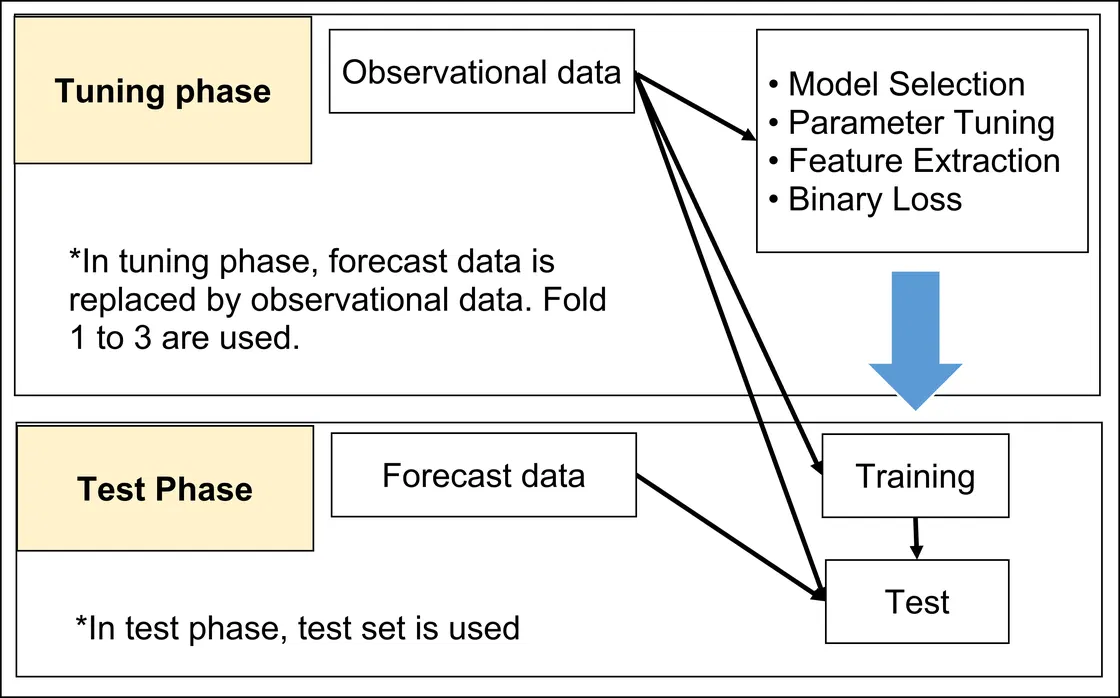 Tuning phase
Observational data
• Model Selection
• Parameter Tuning
• Feature Extraction
• Binary Loss
*In tuning phase, forecast data is
replaced by observational data. Fold
1 to 3 are used.
Test Phase
Forecast data
Training
Test
*In test phase, test set is used